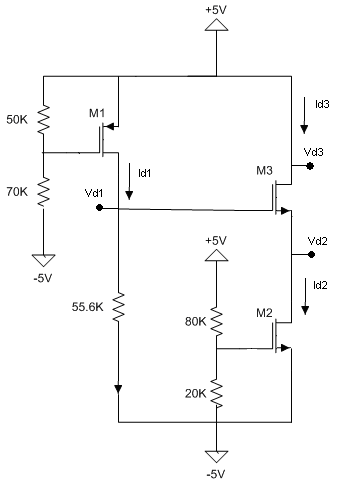 +5V
M1
Id3
50K
Vd3
Id1
M3
70K
Vd1
-5V
+5V
Vd2
55.6K
Id2
80K
M2
20K
-5V